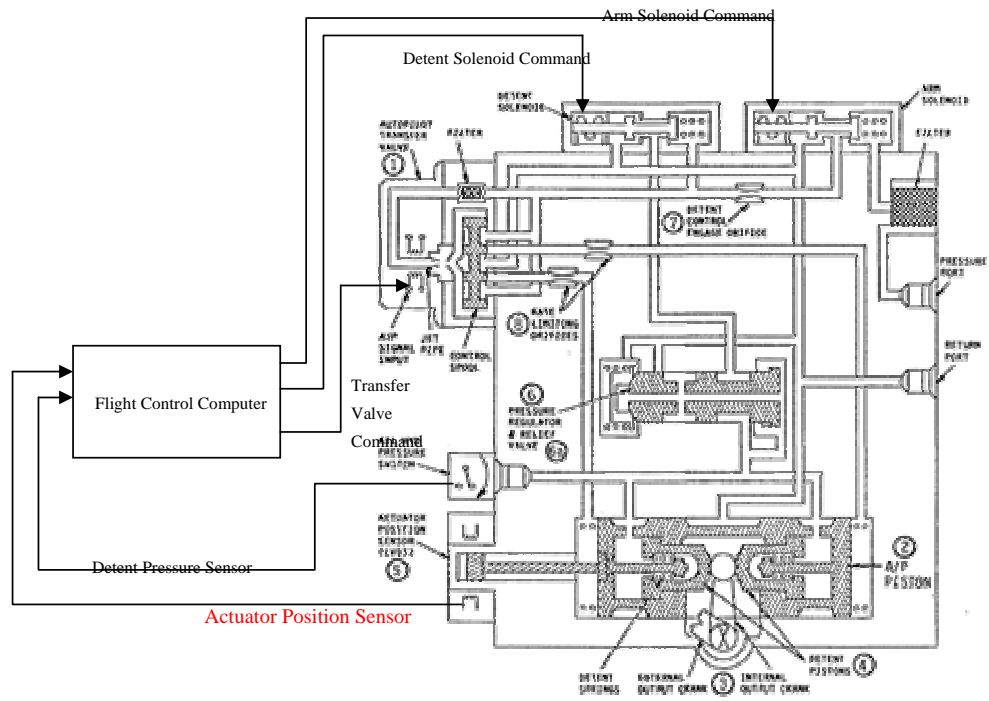 Arm Solenoid Command
Detent Solenoid Command
DETENT
SOLENOID
ARM
SOLENOID
AUTOPILOT
TRANSFER
VALVE
1
FILTER
FILTER
7
DETENT
CONTROL
ENGAGE ORIFICE
PRESSURE
PORT
A/P
SIGNAL
INPUT
JET
PIPE
CONTROL
SPOOL
8
RATE
LIMITING
ORIFICES
RETURN
PORT
Flight Control Computer
Transfer
Valve
Command
6
PRESSURE
REGULATOR
& RELIEF
VALVE
PRESSURE
SWITCH
ACTUATOR
POSITION
SENSOR
5
2
A/P
PISTON
Detent Pressure Sensor
Actuator Position Sensor
DETENT
SPRINGS
EXTERNAL
OUTPUT CRANK
3
INTERNAL
OUTPUT CRANK
DETENT
PISTONS
4